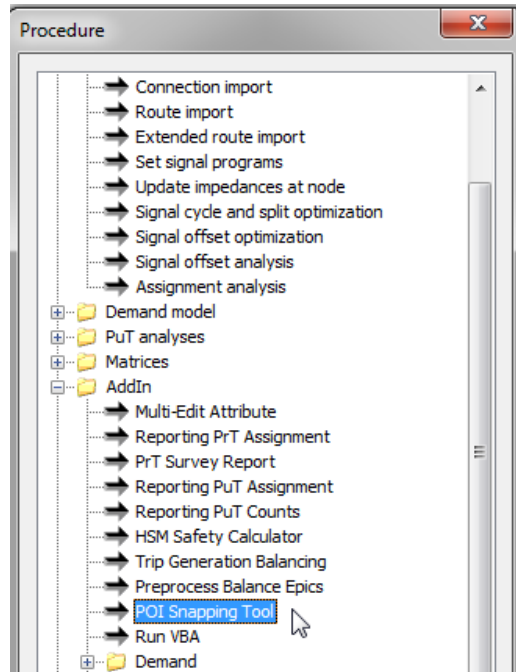 Procedure
Connection import
Route import
Extended route import
Set signal programs
Update impedances at node
Signal cycle and split optimization
Signal offset optimization
Signal offset analysis
Assignment analysis
Demand model
PuT analyses
Matrices
AddIn
Multi-Edit Attribute
Reporting PrT Assignment
PrT Survey Report
Reporting PuT Assignment
Reporting PuT Counts
HSM Safety Calculator
Trip Generation Balancing
Preprocess Balance Epics
POI Snapping Tool
Run VBA
Demand